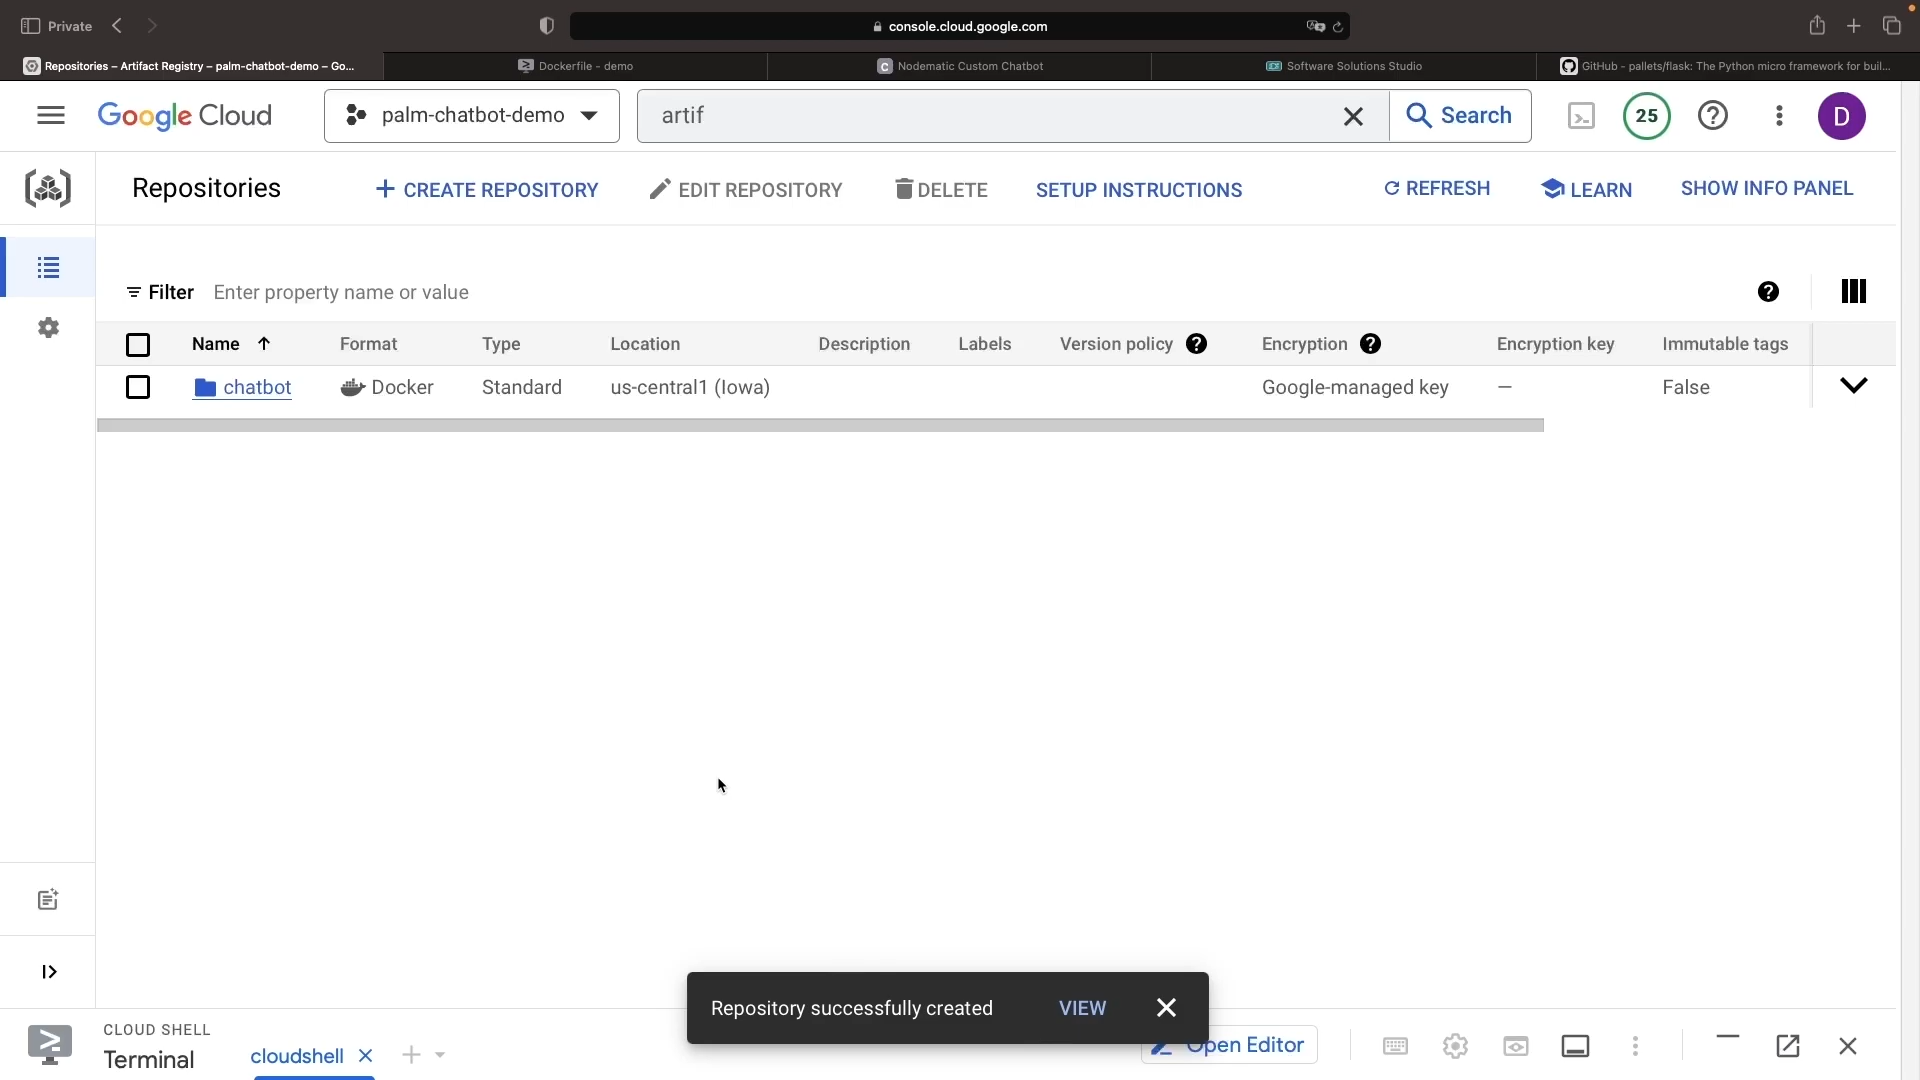 Private
console.cloud.google.com
Repositories – Artifact Registry – palm-chatbot-demo – Go...
Dockerfile - demo
C Nodematic Custom Chatbot
Software Solutions Studio
GitHub - pallets/flask: The Python micro framework for buil...
Google Cloud
palm-chatbot-demo
artif
Search
25
D
Repositories
CREATE REPOSITORY
EDIT REPOSITORY
DELETE
SETUP INSTRUCTIONS
REFRESH
LEARN
SHOW INFO PANEL
Filter Enter property name or value
Name Format Type Location Description Labels Version policy Encryption Encryption key Immutable tags
chatbot Docker Standard us-central1 (Iowa) Google-managed key — False
Repository successfully created VIEW
CLOUD SHELL
Terminal
cloudshell
Open Editor